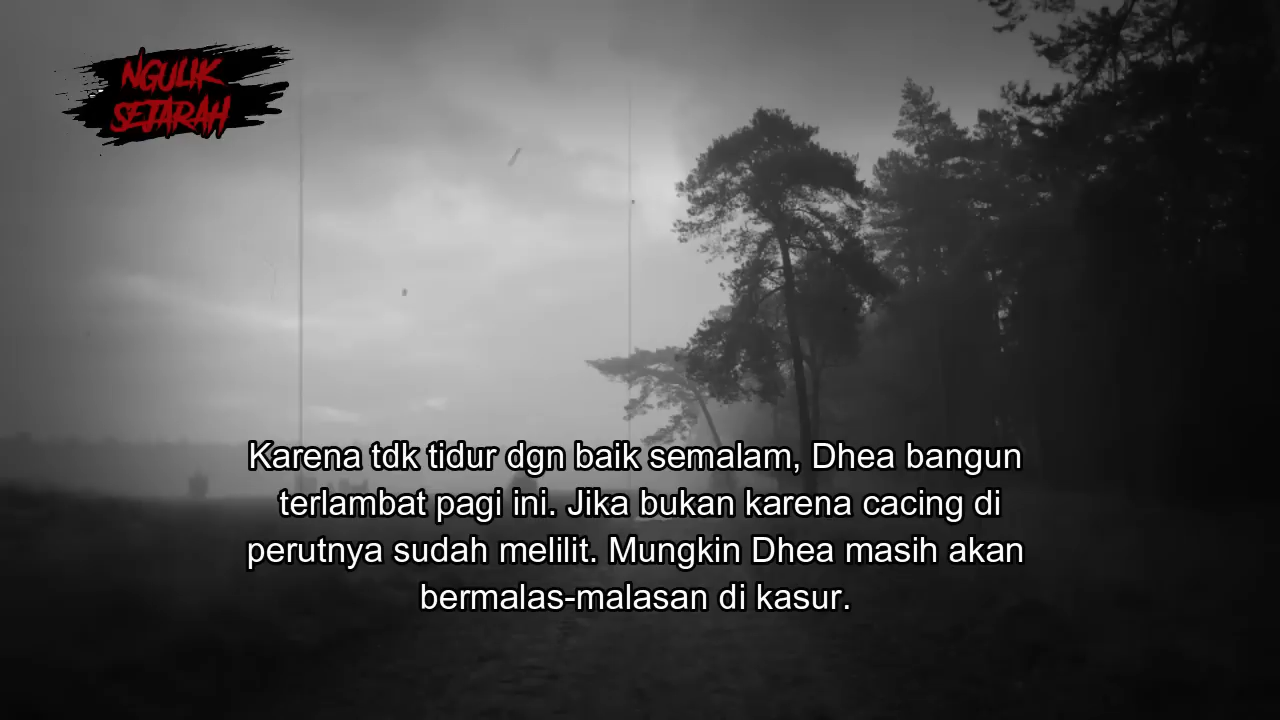 NGULIK
SEJARAH
Karena tdk tidur dgn baik semalam, Dhea bangun
terlambat pagi ini. Jika bukan karena cacing di
perutnya sudah melilit. Mungkin Dhea masih akan
bermalas-malasan di kasur.